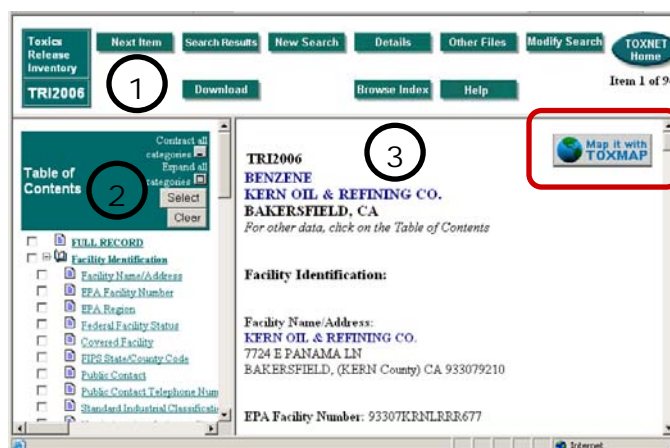 Toxics
Release
Inventory
TRI2006
Next Item
Search Results
New Search
Details
Other Files
Modify Search
TOXNET
Home
1
Download
Browse Index
Help
Item 1 of 9
Contract all
categories
Expand all
categories
Table of
Contents
2
Select
Clear
FULL RECORD
Facility Identification
Facility Name/Address
EPA Facility Number
EPA Region
Federal Facility Status
Covered Facility
FIPS State/County Code
Public Contact
Public Contact Telephone Num
Standard Industrial Classificatio
3
Map it with
TOXMAP
TRI2006
BENZENE
KERN OIL & REFINING CO.
BAKERSFIELD, CA
For other data, click on the Table of Contents
Facility Identification:
Facility Name/Address:
KERN OIL & REFINING CO.
7724 E PANAMA LN
BAKERSFIELD, (KERN County) CA 933079210
EPA Facility Number: 93307KRNLRRR677
Internet